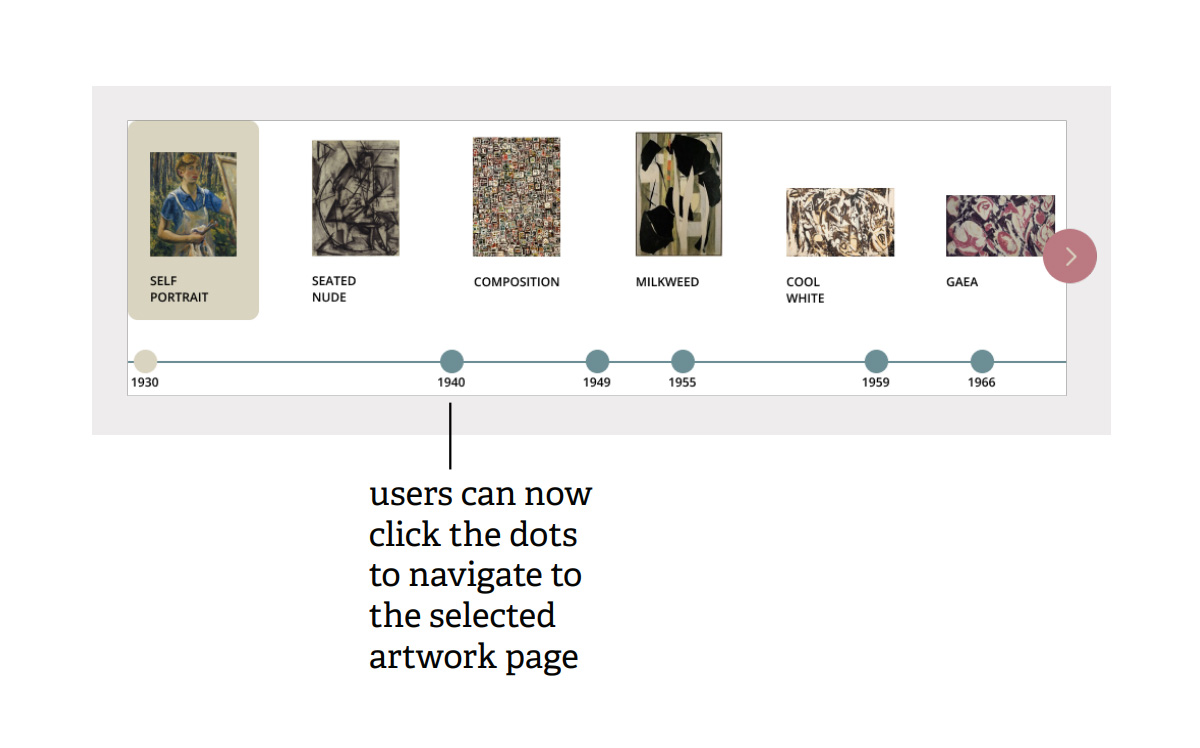 SELF
PORTRAIT
SEATED
NUDE
COMPOSITION
MILKWEED
COOL
WHITE
GAEA
1930
1940
1949
1955
1959
1966
users can now
click the dots
to navigate to
the selected
artwork page